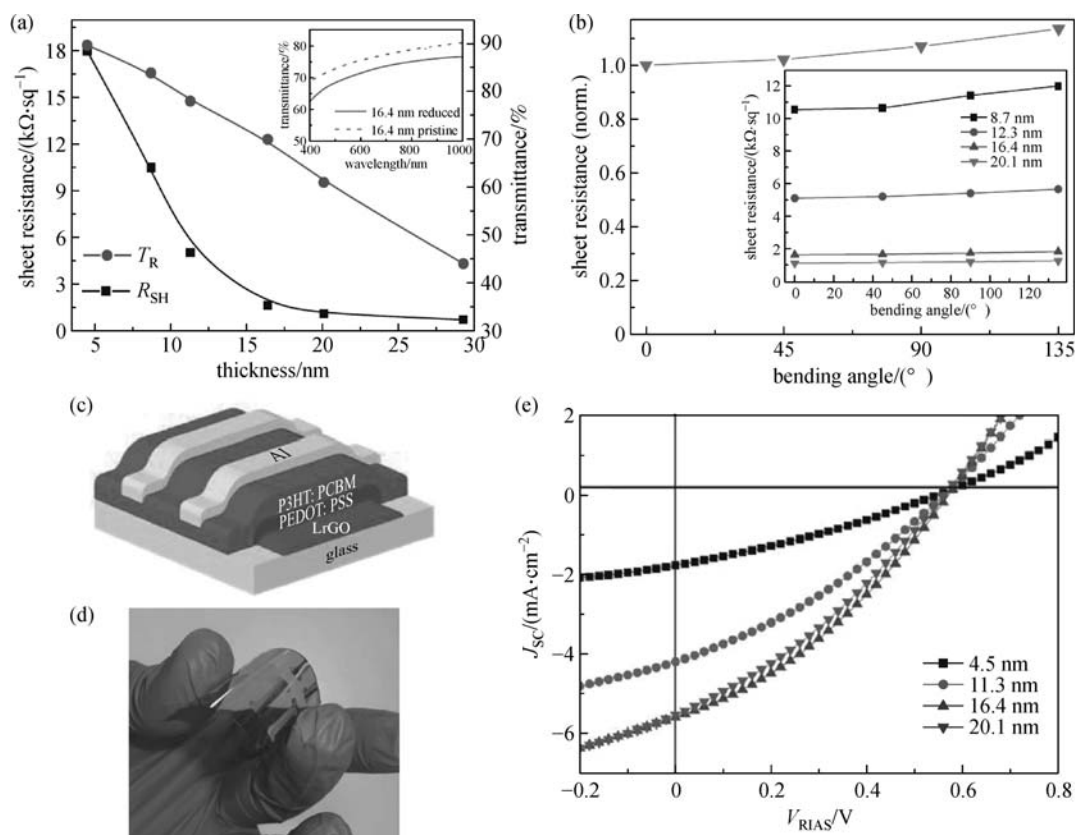 (a)
18
15
12
9
6
3
0
sheet resistance/(kΩ·sq⁻¹)
5 10 15 20 25 30
thickness/nm
90
80
70
60
50
40
30
transmittance/%
T_R
R_SH
80
70
60
50
transmittance/%
16.4 nm reduced
16.4 nm pristine
400 600 800 1000
wavelength/nm
(b)
1.0
0.8
0.6
0.4
0.2
0
sheet resistance (norm.)
0 45 90 135
bending angle/(° )
12
10
8
6
4
2
0
sheet resistance/(kΩ·sq⁻¹)
8.7 nm
12.3 nm
16.4 nm
20.1 nm
0 20 40 60 80 100 120
bending angle/(° )
(c)
Al
P3HT: PCBM
PEDOT: PSS
LrGO
glass
(d)
(e)
2
0
−2
−4
−6
J_SC/(mA·cm⁻²)
4.5 nm
11.3 nm
16.4 nm
20.1 nm
−0.2 0 0.2 0.4 0.6 0.8
V_RIAS/V